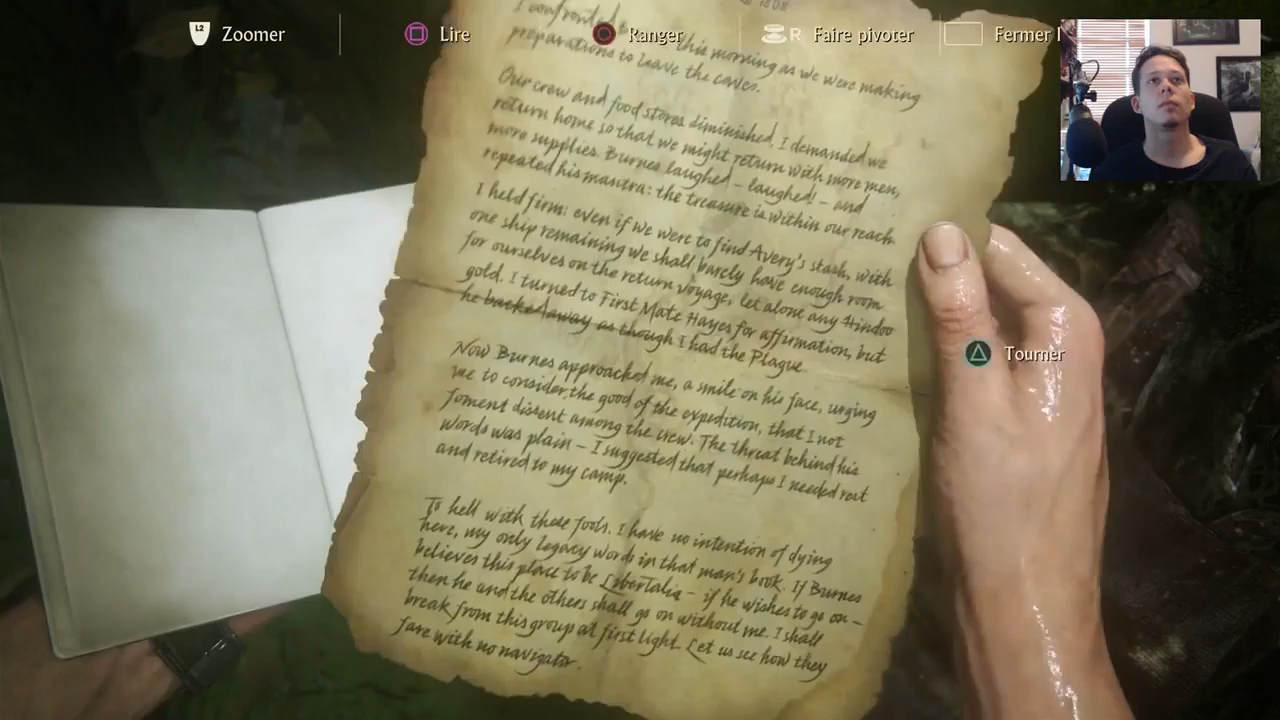 L2 Zoomer
Lire
Ranger
R Faire pivoter
Fermer l
1808
I confronted this morning as we were making
preparations to leave the caves.
Our crew and food stores diminished, I demanded we
return home so that we might return with more men,
more supplies. Burnes laughed – laughed! – and
repeated his mantra: the treasure is within our reach.
I held firm: even if we were to find Avery's stash, with
one ship remaining we shall barely have enough room
for ourselves on the return voyage, let alone any Hindoo
gold. I turned to First Mate Hayes for affirmation, but
he backed away as though I had the Plague.
Now Burnes approached me, a smile on his face, urging
me to consider the good of the expedition, that I not
foment dissent among the crew. The threat behind his
words was plain – I suggested that perhaps I needed rest
and retired to my camp.
To hell with these fools. I have no intention of dying
here, my only legacy words in that man's book. If Burnes
believes this place to be Libertalia – if he wishes to go on –
then he and the others shall go on without me. I shall
break from this group at first light. Let us see how they
fare with no navigator.
Tourner